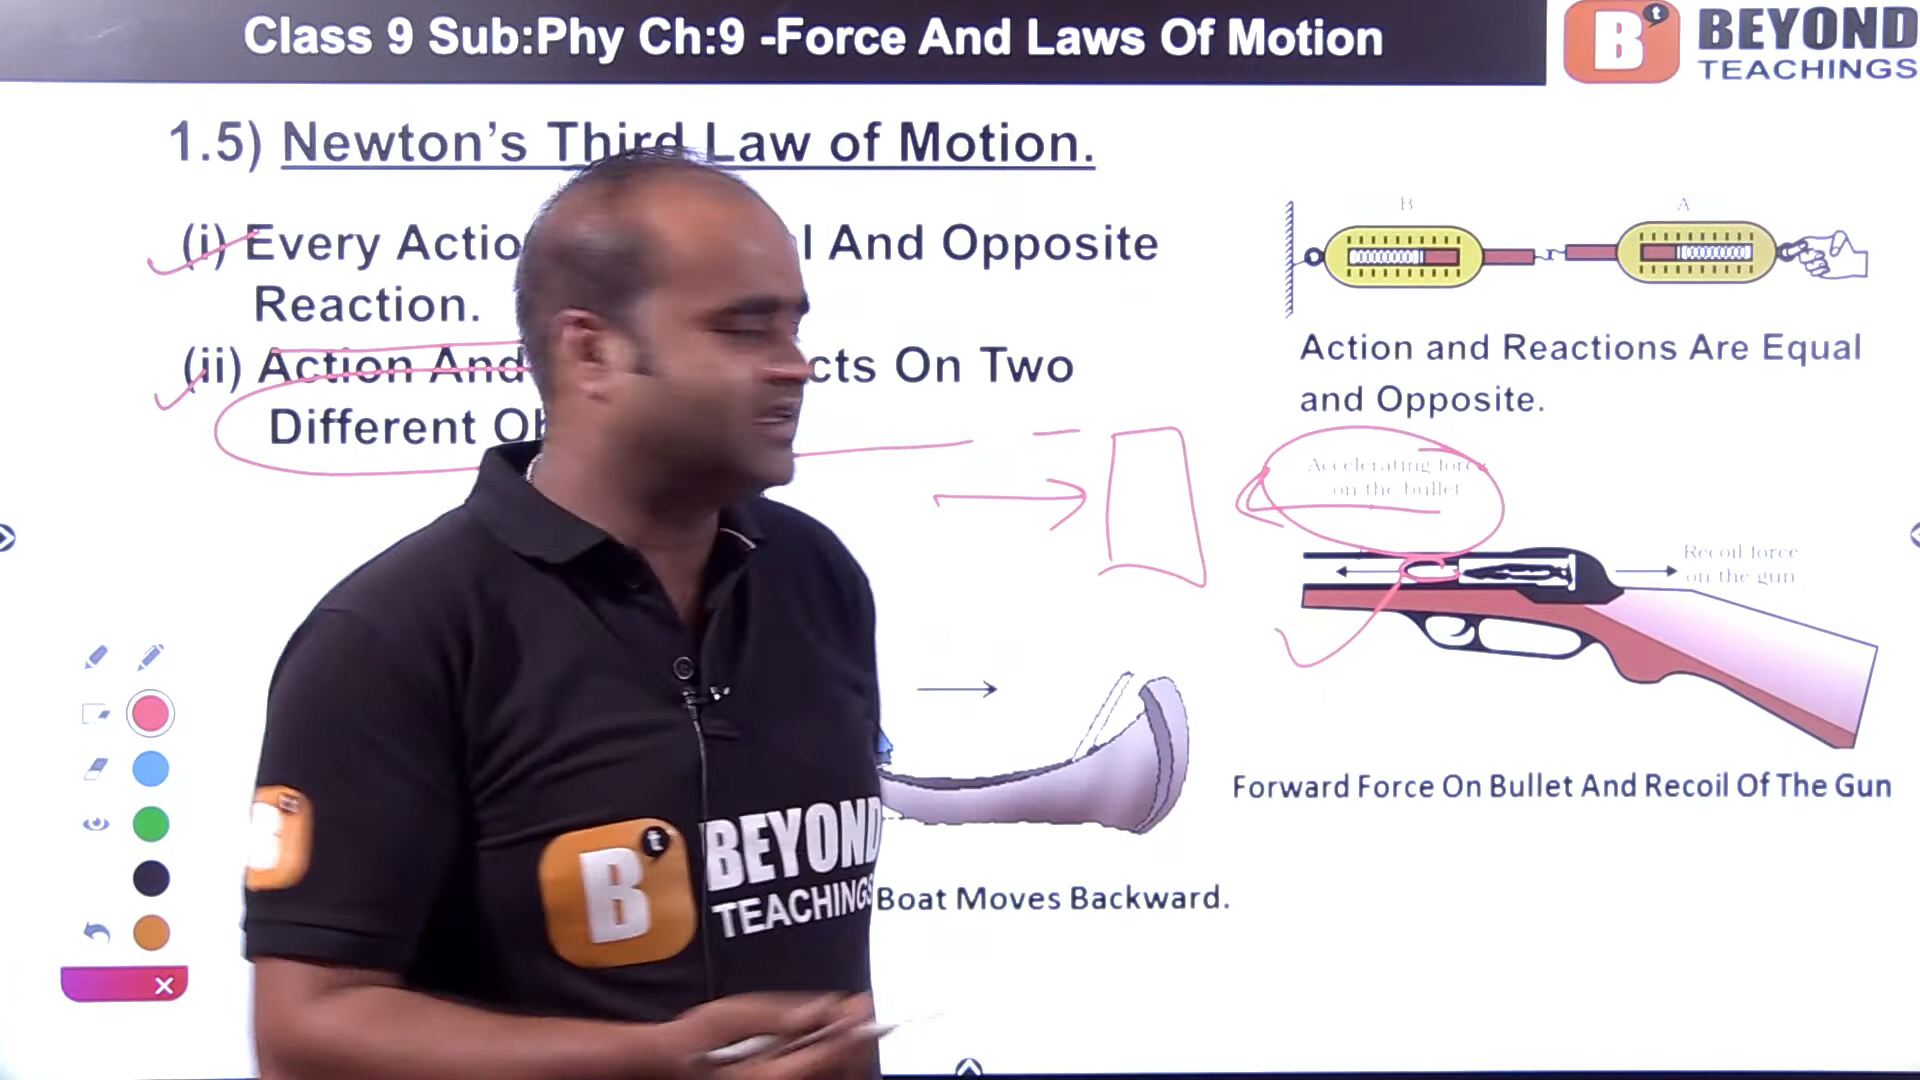 Class 9 Sub:Phy Ch:9 -Force And Laws Of Motion
B t BEYOND
TEACHINGS
1.5) Newton's Third Law of Motion.
(i) Every Actio l And Opposite
Reaction.
(ii) Action And cts On Two
Different Ob
B A
Action and Reactions Are Equal
and Opposite.
Accelerating force
on the bullet
Recoil force
on the gun
Forward Force On Bullet And Recoil Of The Gun
Boat Moves Backward.
B t BEYOND
TEACHINGS
B